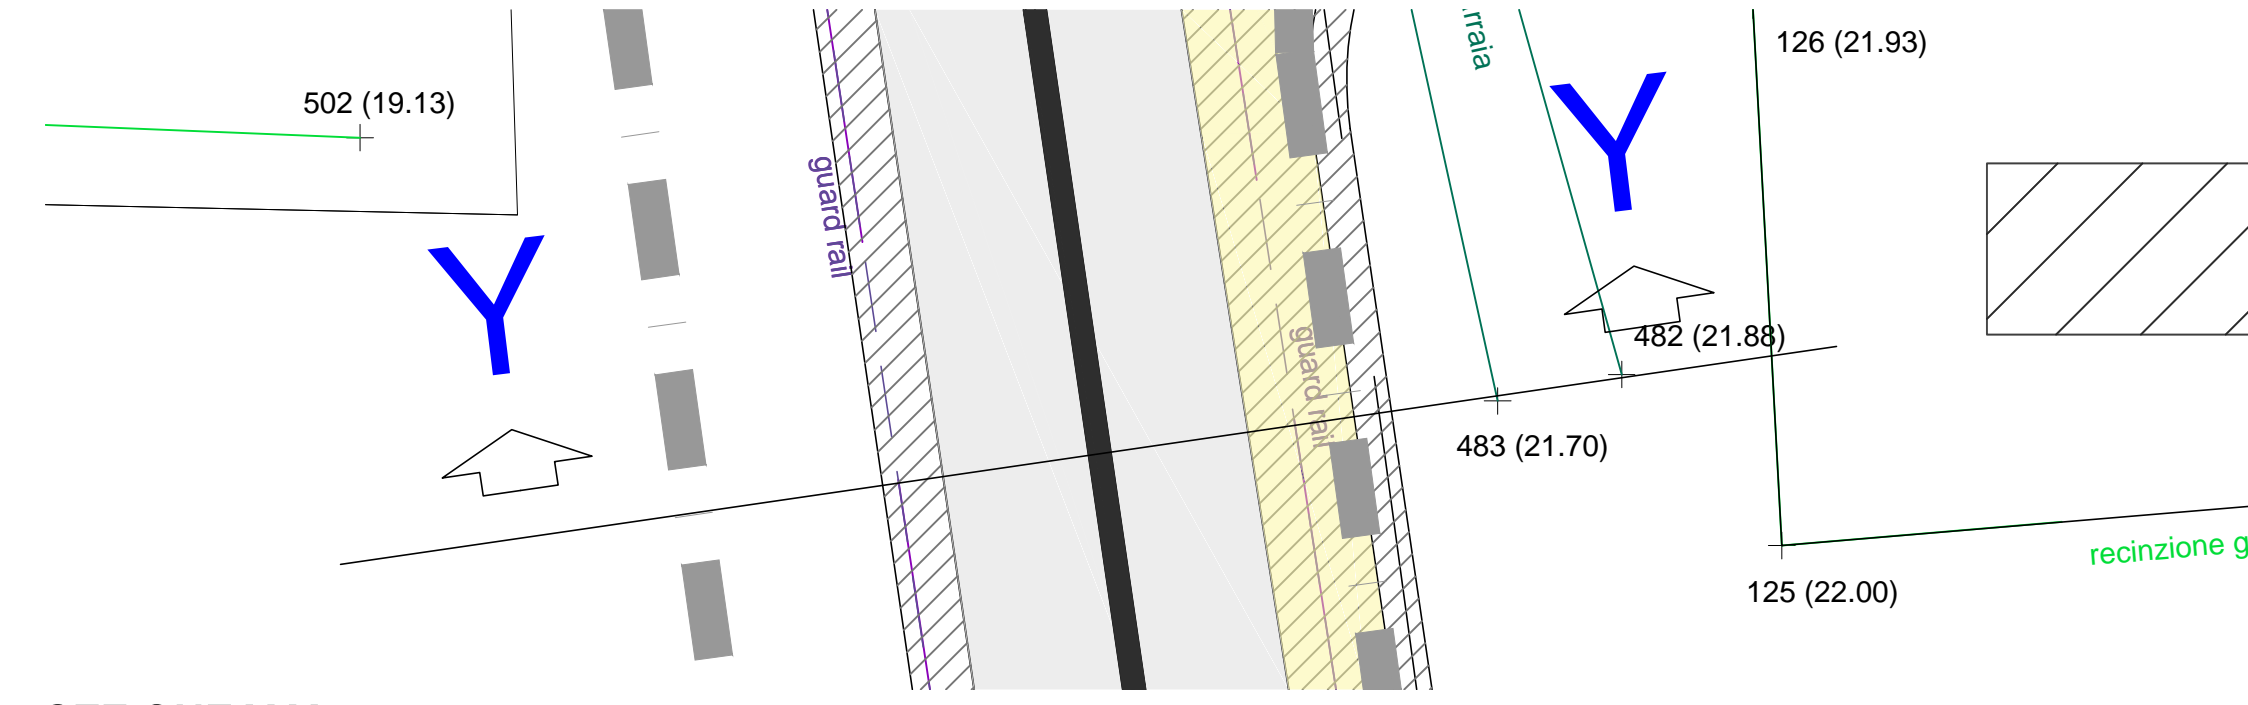 126 (21.93)
502 (19.13)
guard rail
Y
Y
482 (21.88)
guard rail
483 (21.70)
recinzione g
125 (22.00)